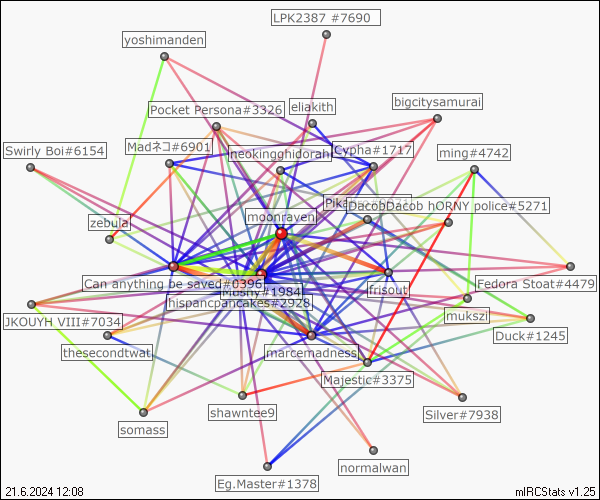 LPK2387 #7690
yoshimanden
bigcitysamurai
eliakith
Pocket Persona#3326
Cypha#1717
Madネコ#6901
Swirly Boi#6154
neokingghidorah
ming#4742
DacobDacob hORNY police#5271
moonraven
zebula
Can anything be saved#0396
Moshy#1984
frisout
Fedora Stoat#4479
hispancpancakes#2928
mukszi
JKOUYH VIII#7034
Duck#1245
thesecondtwat
marcemadness
Majestic#3375
shawntee9
Silver#7938
somass
normalwan
Eg.Master#1378
21.6.2024 12:08
mIRCStats v1.25